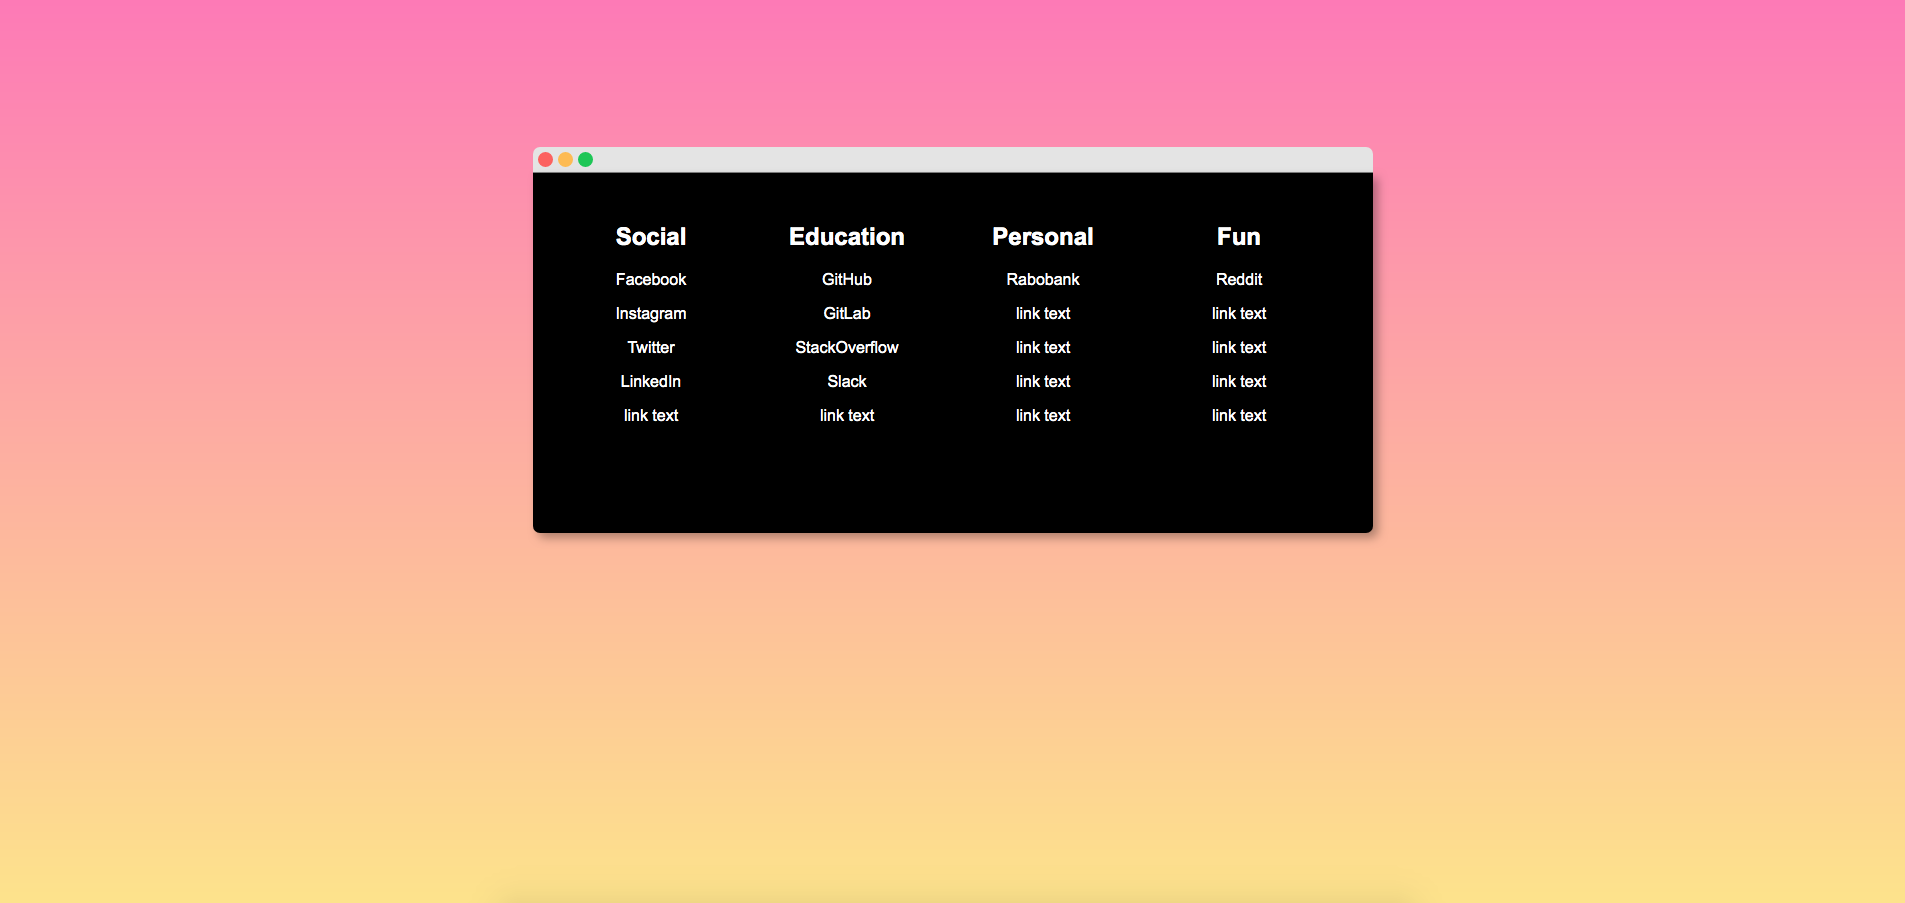 Social Education Personal Fun
Facebook GitHub Rabobank Reddit
Instagram GitLab link text link text
Twitter StackOverflow link text link text
LinkedIn Slack link text link text
link text link text link text link text